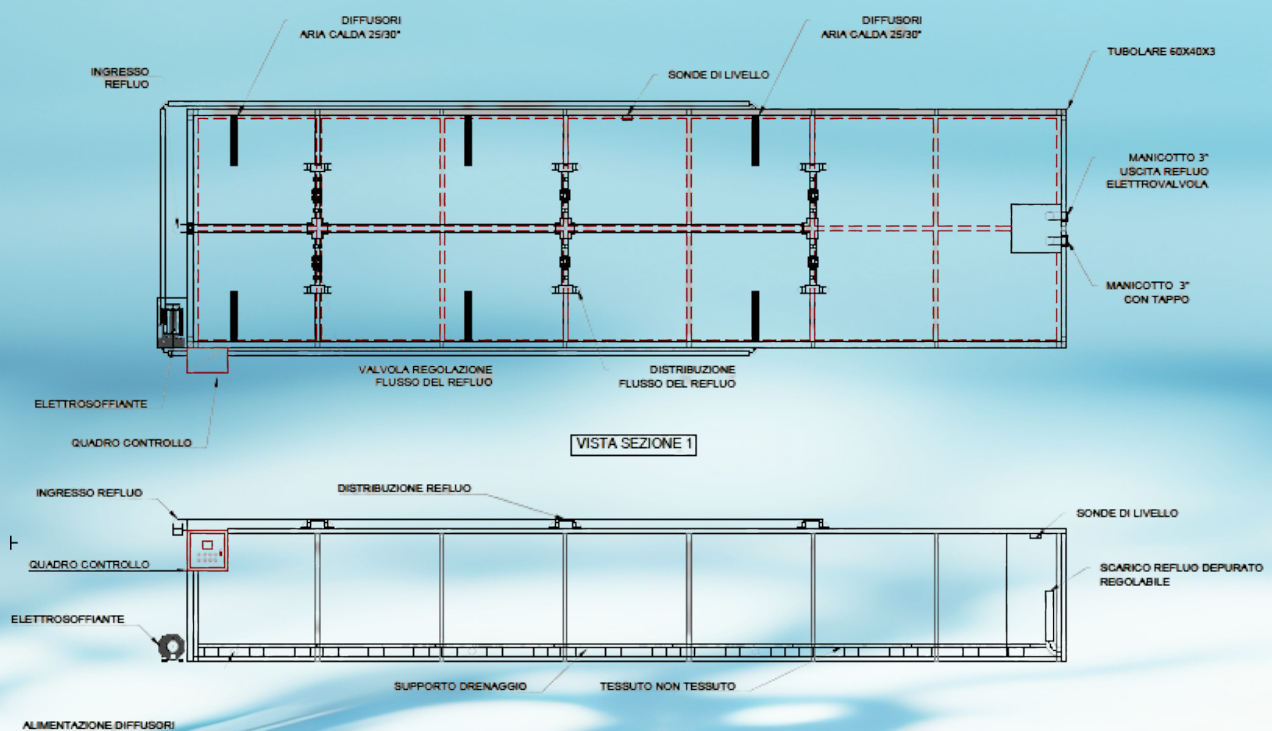 DIFFUSORI
ARIA CALDA 25/30°
DIFFUSORI
ARIA CALDA 25/30°
TUBOLARE 60X40X3
INGRESSO
REFLUO
SONDE DI LIVELLO
MANICOTTO 3"
USCITA REFLUO
ELETTROVALVOLA
MANICOTTO 3"
CON TAPPO
VALVOLA REGOLAZIONE
FLUSSO DEL REFLUO
DISTRIBUZIONE
FLUSSO DEL REFLUO
ELETTROSOFFIANTE
QUADRO CONTROLLO
VISTA SEZIONE 1
INGRESSO REFLUO
DISTRIBUZIONE REFLUO
SONDE DI LIVELLO
QUADRO CONTROLLO
SCARICO REFLUO DEPURATO
REGOLABILE
ELETTROSOFFIANTE
SUPPORTO DRENAGGIO
TESSUTO NON TESSUTO
ALIMENTAZIONE DIFFUSORI